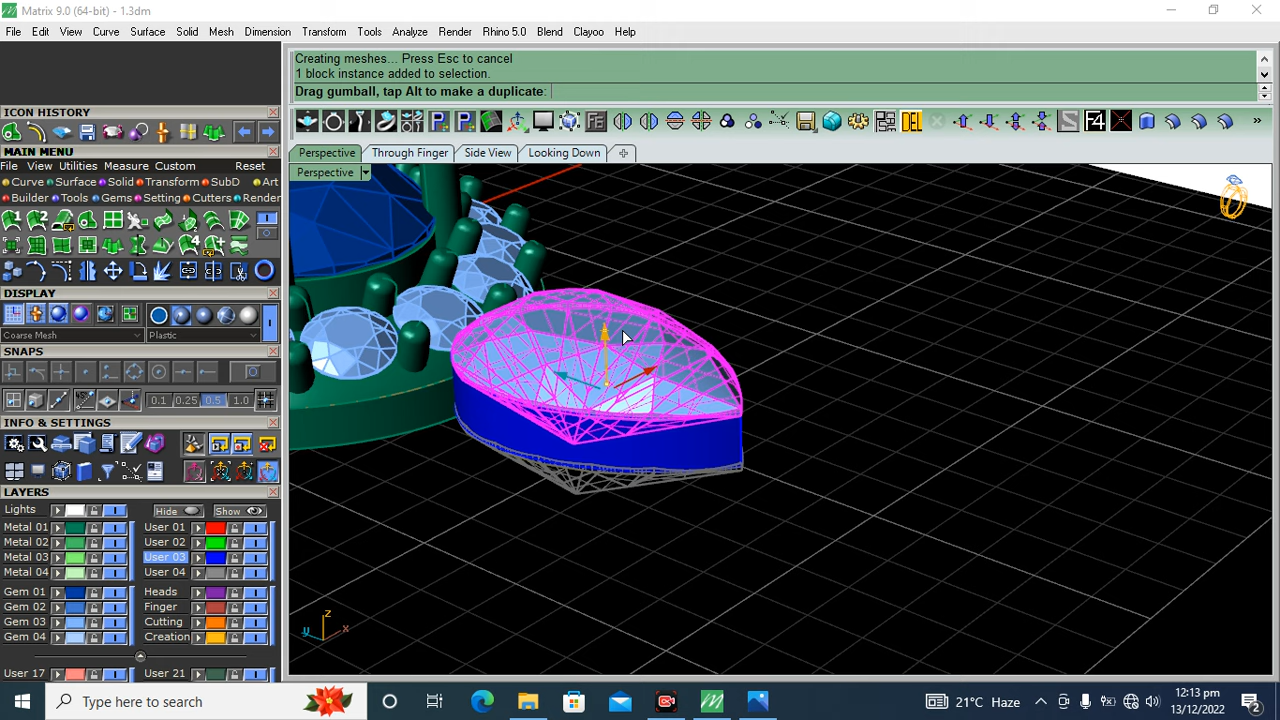 Matrix 9.0 (64-bit) - 1.3dm
File Edit View Curve Surface Solid Mesh Dimension Transform Tools Analyze Render Rhino 5.0 Blend Clayoo Help
Creating meshes... Press Esc to cancel
1 block instance added to selection.
Drag gumball, tap Alt to make a duplicate:
ICON HISTORY
MAIN MENU
File View Utilities Measure Custom Reset
Curve Surface Solid Transform SubD Art
Builder Tools Gems Setting Cutters Render
DISPLAY
Coarse Mesh Plastic
SNAPS
0.1 0.25 0.5 1.0
INFO & SETTINGS
LAYERS
Lights Hide Show
Metal 01 User 01
Metal 02 User 02
Metal 03 User 03
Metal 04 User 04
Gem 01 Heads
Gem 02 Finger
Gem 03 Cutting
Gem 04 Creation
User 17 User 21
DEL F4
Perspective Through Finger Side View Looking Down
Perspective
z
y x
Type here to search
21°C Haze
12:13 pm
13/12/2022
2